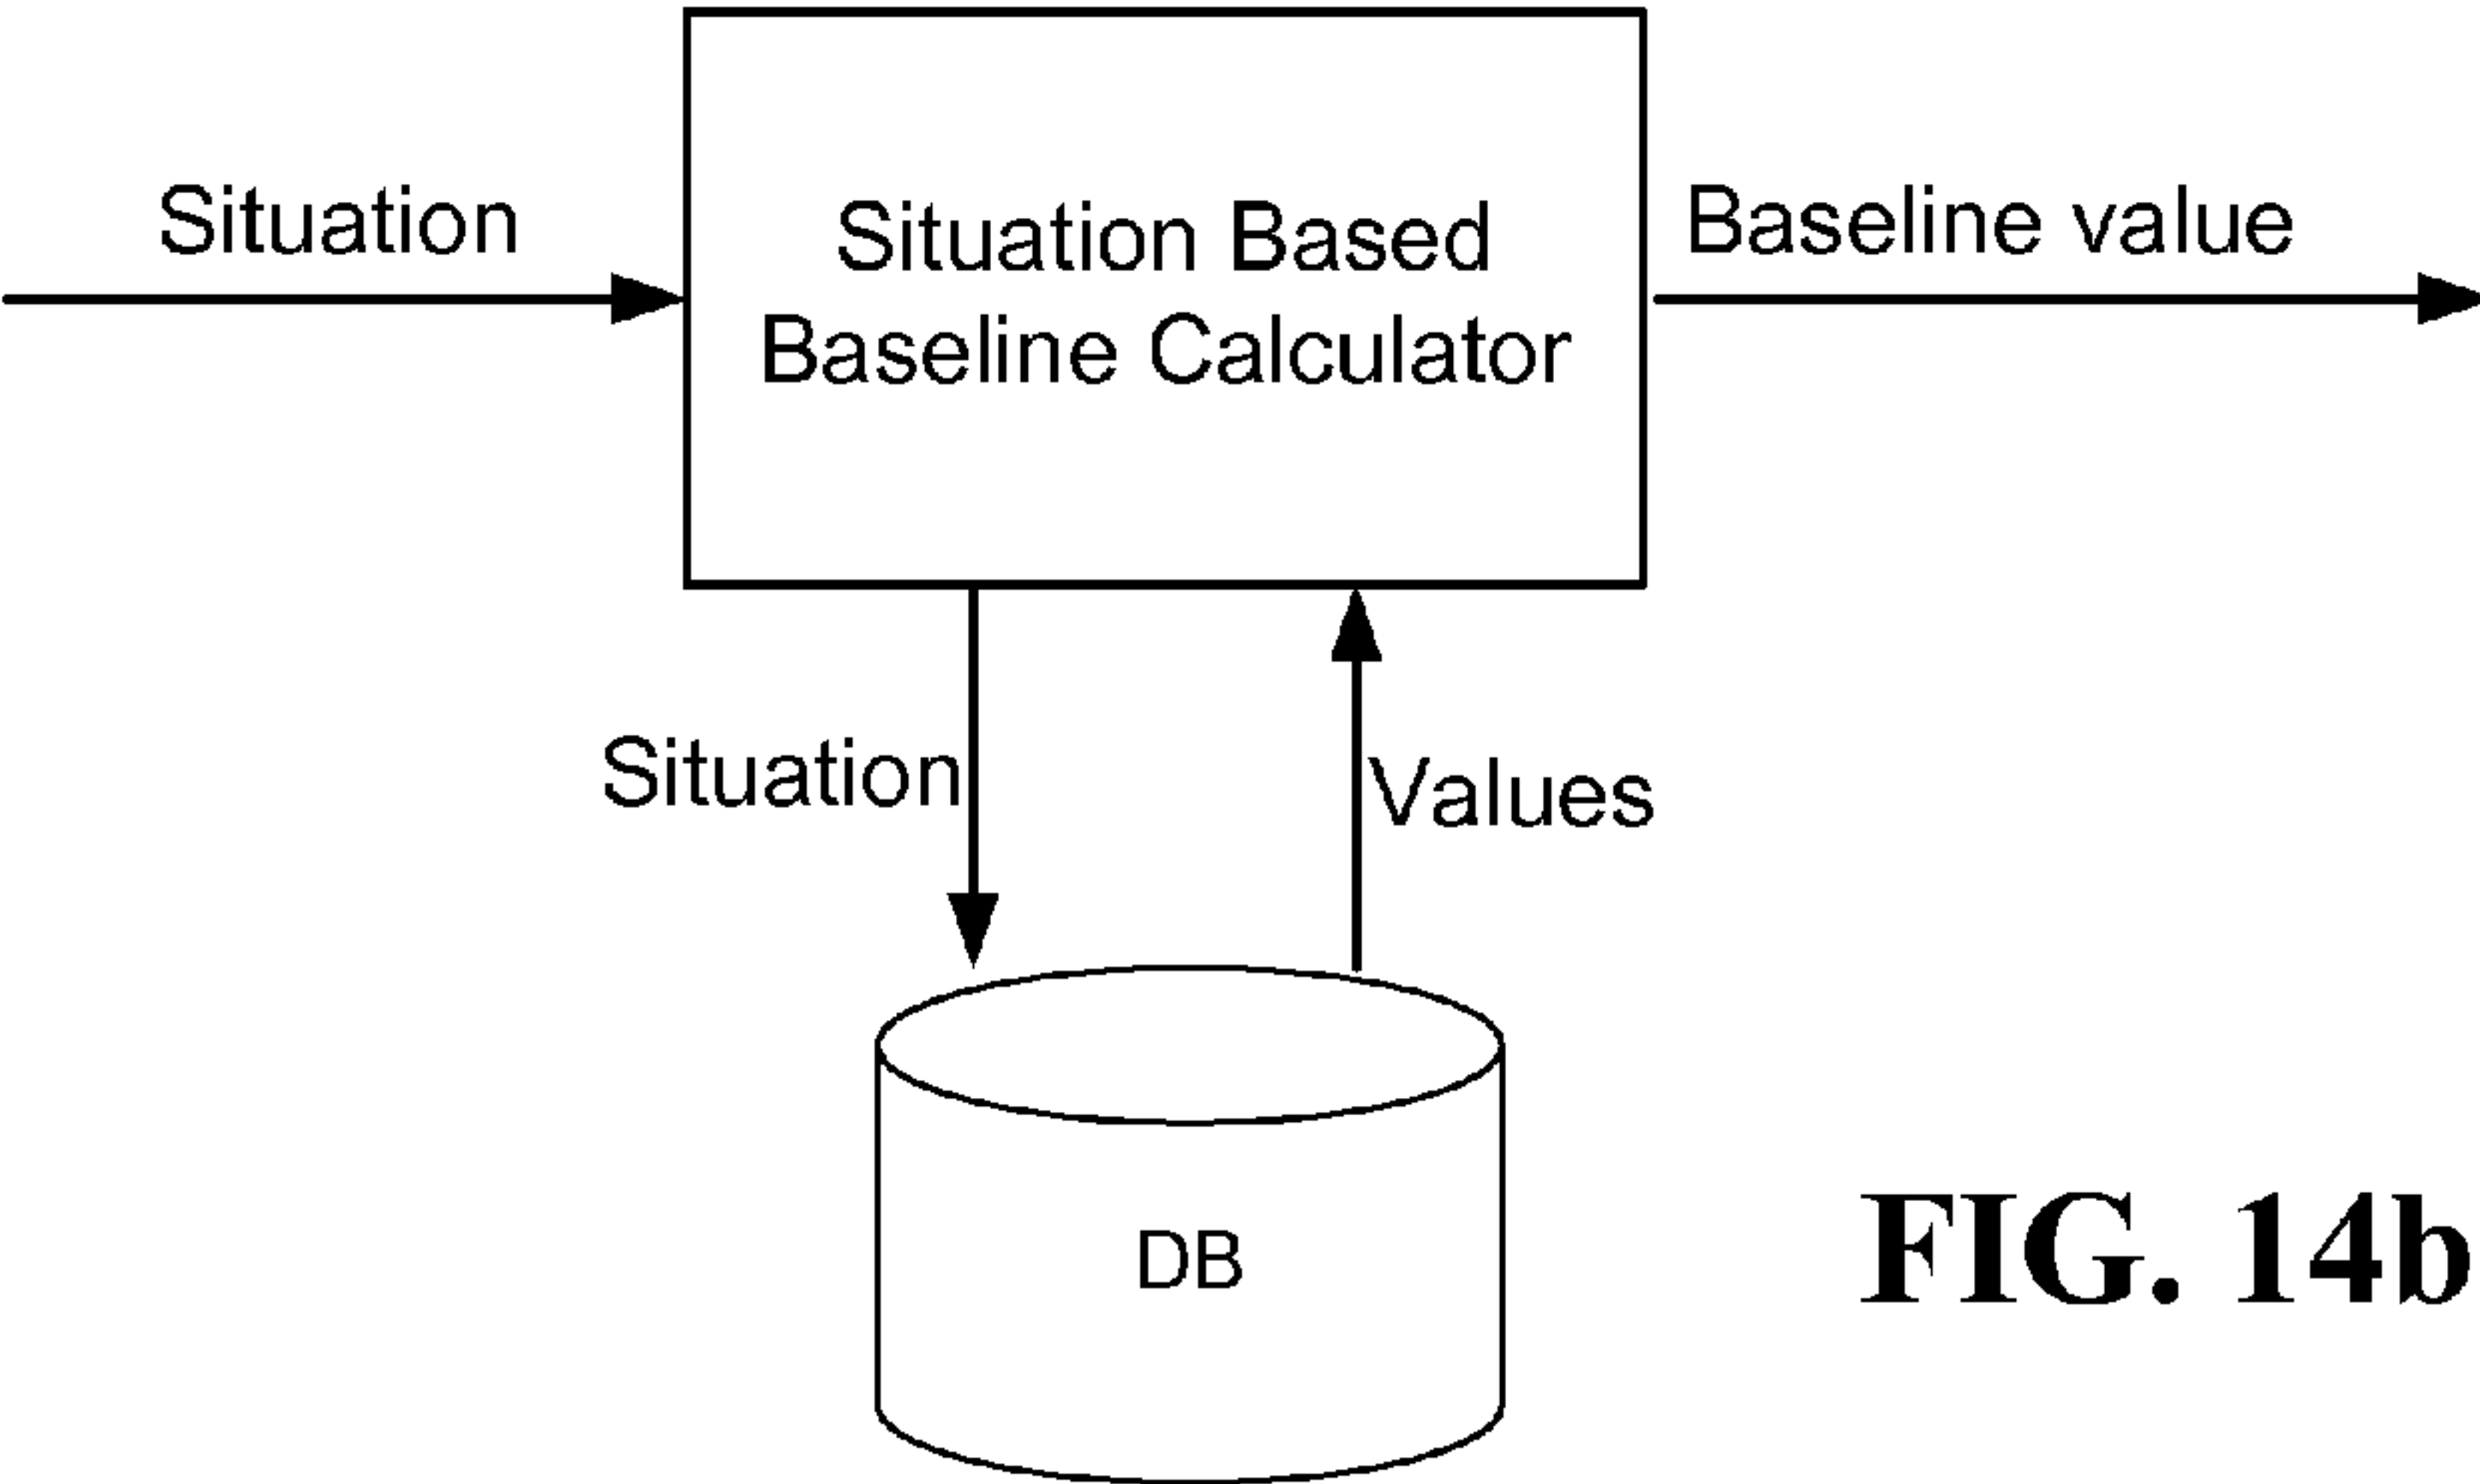 Situation
Situation Based
Baseline Calculator
Baseline value
Situation
Values
DB
FIG. 14b